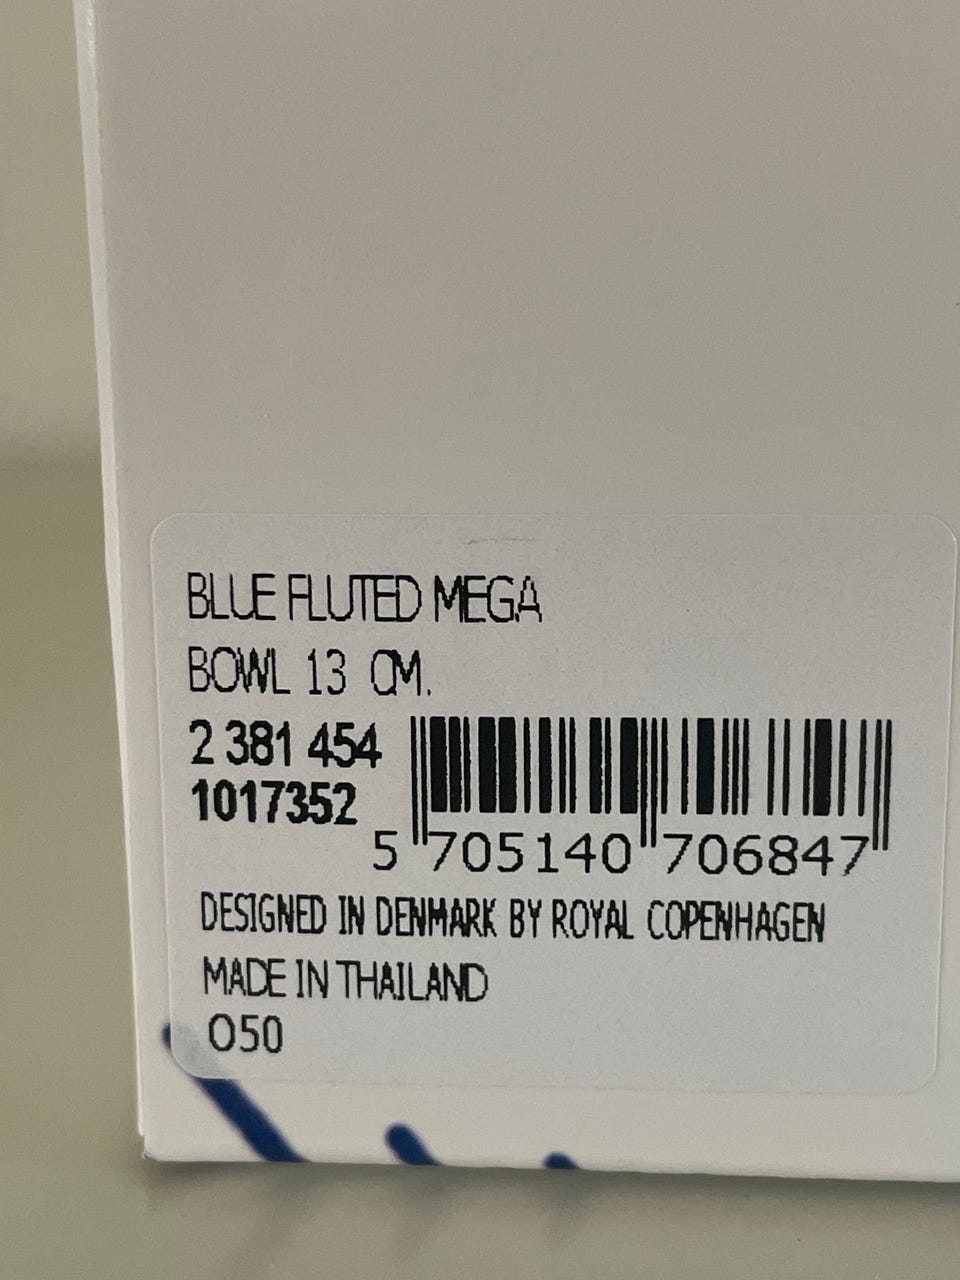 BLUE FLUTED MEGA
BOWL 13 CM.
2 381 454
1017352
5 705140 706847
DESIGNED IN DENMARK BY ROYAL COPENHAGEN
MADE IN THAILAND
O50